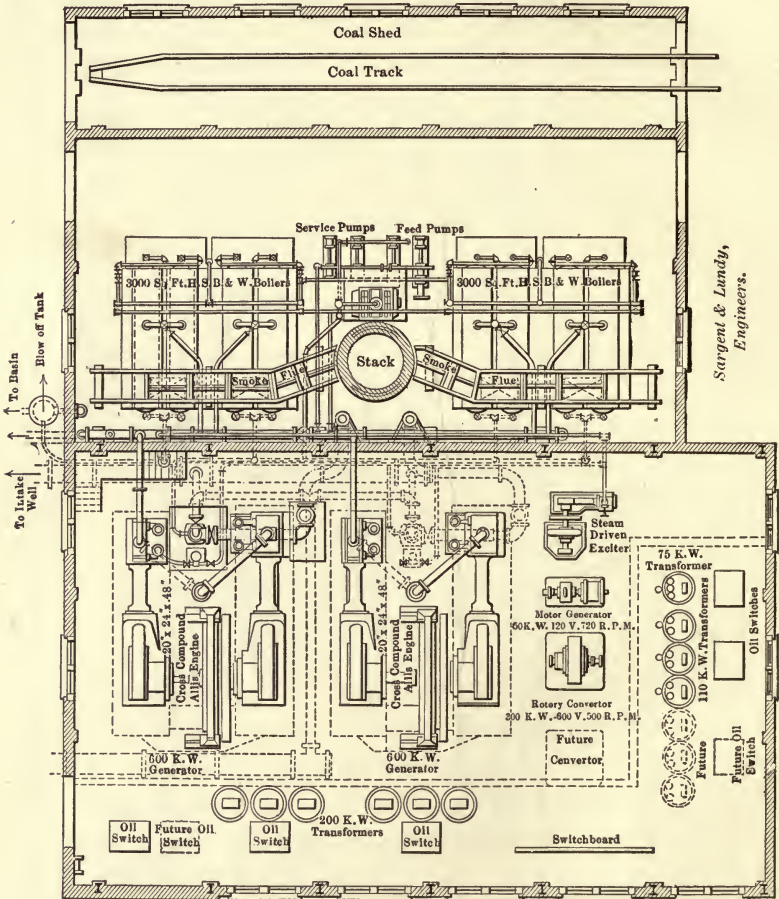 Coal Shed
Coal Track
Service Pumps
Feed Pumps
3000 Sq. Ft. H.S. B. & W. Boilers
3000 Sq. Ft. H.S. B. & W. Boilers
Sargent & Lundy,
Engineers.
To Basin
Blow off Tank
Smoke
Flue
Stack
Smoke
Flue
To Intake
Well
Steam
Driven
Exciter
75 K.W.
Transformer
20" x 24" x 48"
Cross Compound
Allis Engine
20" x 24" x 48"
Cross Compound
Allis Engine
Motor Generator
50 K.W. 120 V. 720 R.P.M.
110 K.W. Transformers
Oil Switches
Rotory Convertor
200 K.W.-600 V. 500 R.P.M.
600 K.W.
Generator
600 K.W.
Generator
Future
Cenvertor
Future
Future Oil
Switch
200 K.W.
Transformers
Oil
Switch
Future Oil
Switch
Oil
Switch
Oil
Switch
Switchboard